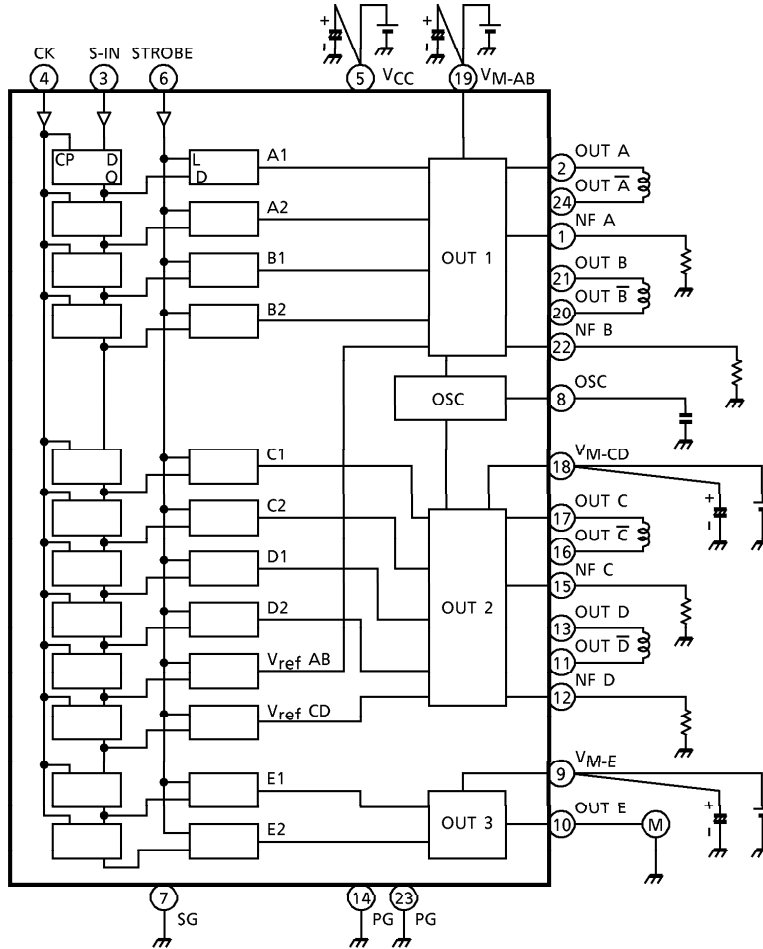 +
-
+
-
CK S-IN STROBE
4 3 6 5 VCC 19 VM-AB
CP D L A1 2 OUT A
O D
24 OUT A̅
A2
1 NF A
B1 OUT 1 21 OUT B
B2 20 OUT B̅
22 NF B
OSC 8 OSC
C1 18 VM-CD
+
-
C2 17 OUT C
16 OUT C̅
D1 15 NF C
D2 OUT 2 13 OUT D
11 OUT D̅
Vref AB
12 NF D
Vref CD
E1 9 VM-E
+
-
E2 OUT 3 10 OUT E M
7 SG 14 PG 23 PG